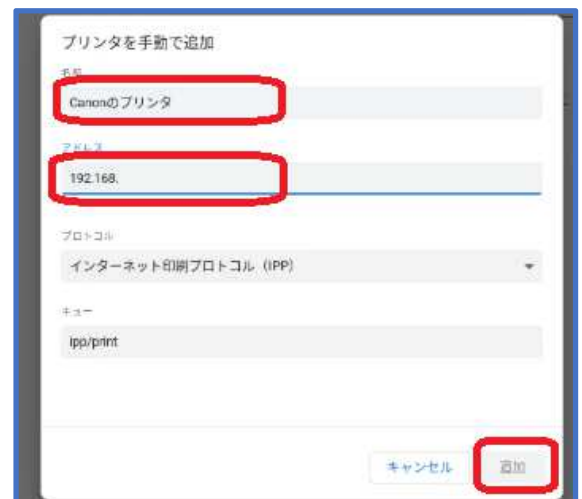 プリンタを手動で追加
名前
Canonのプリンタ
アドレス
192.168.
プロトコル
インターネット印刷プロトコル（IPP）
キュー
ipp/print
キャンセル
追加